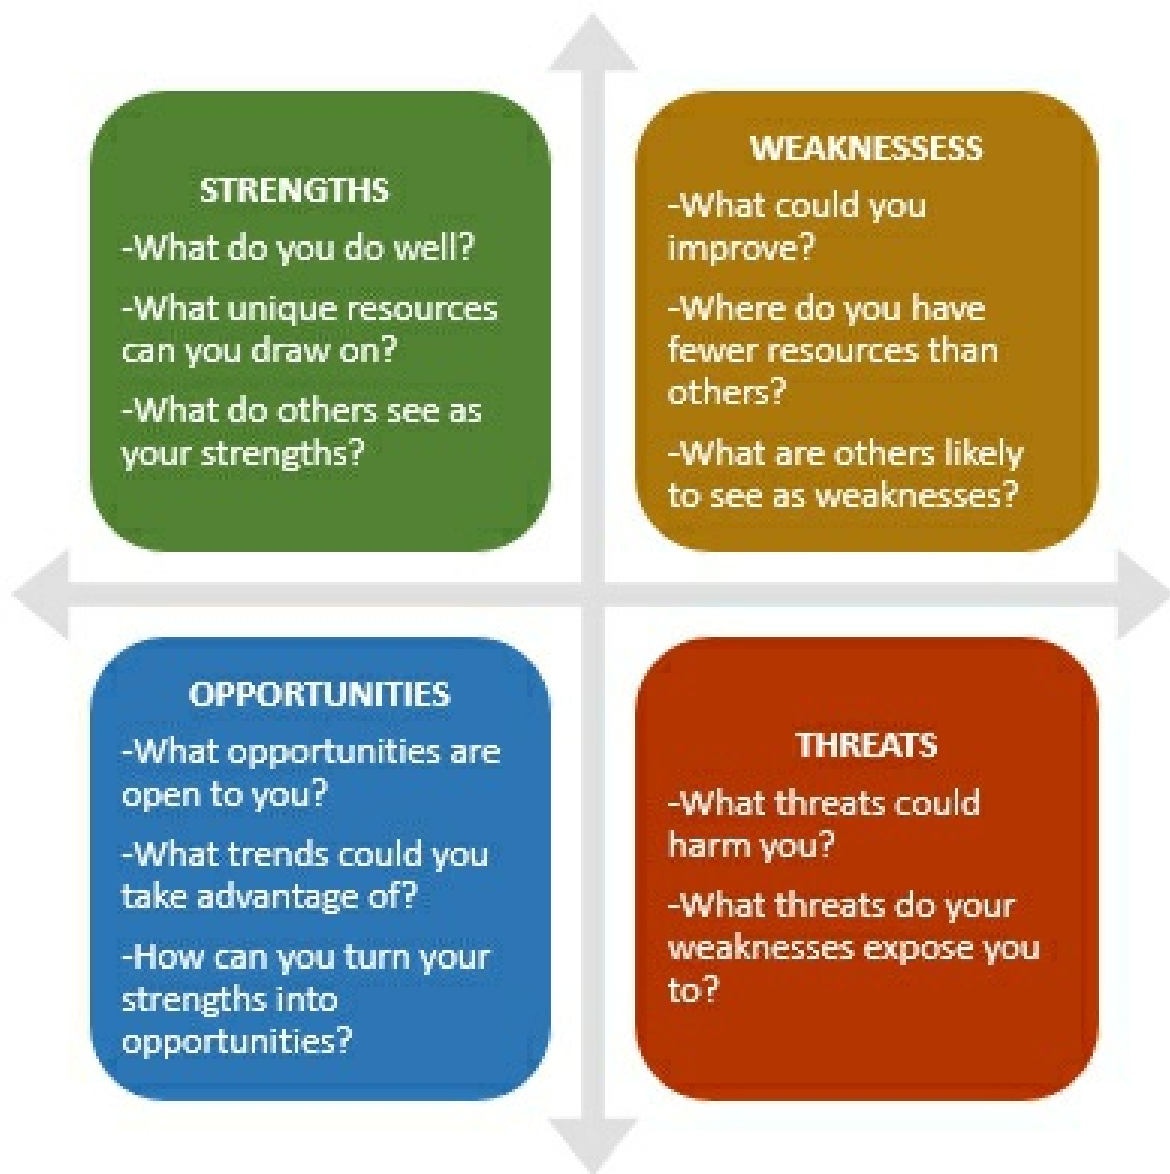 STRENGTHS
-What do you do well?
-What unique resources
can you draw on?
-What do others see as
your strengths?
WEAKNESSESS
-What could you
improve?
-Where do you have
fewer resources than
others?
-What are others likely
to see as weaknesses?
OPPORTUNITIES
-What opportunities are
open to you?
-What trends could you
take advantage of?
-How can you turn your
strengths into
opportunities?
THREATS
-What threats could
harm you?
-What threats do your
weaknesses expose you
to?